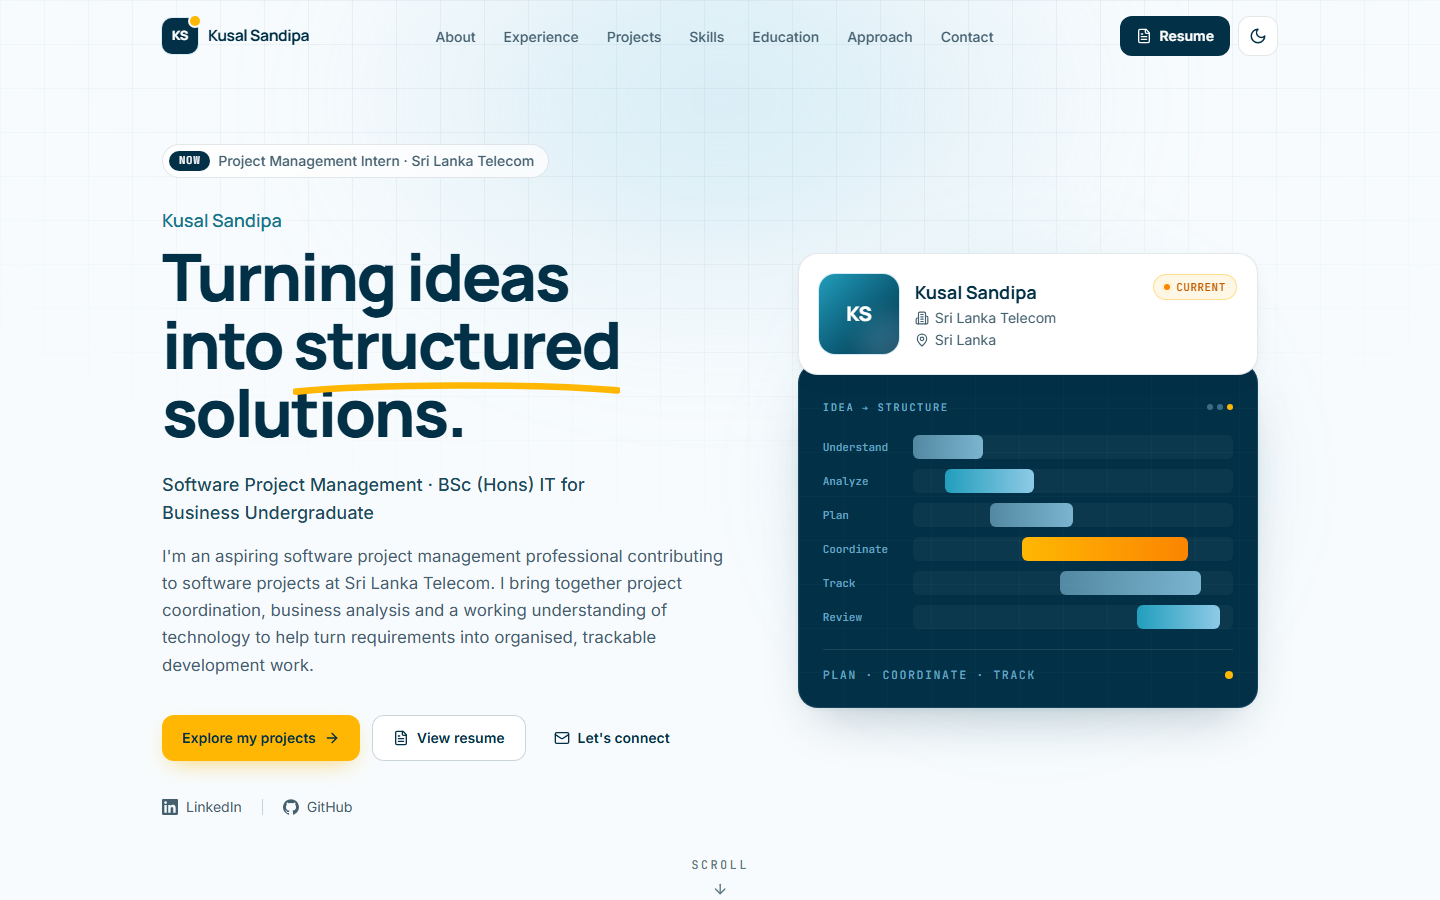 KS Kusal Sandipa
About Experience Projects Skills Education Approach Contact
Resume
NOW Project Management Intern · Sri Lanka Telecom
Kusal Sandipa
Turning ideas
into structured
solutions.
Software Project Management · BSc (Hons) IT for
Business Undergraduate
I'm an aspiring software project management professional contributing
to software projects at Sri Lanka Telecom. I bring together project
coordination, business analysis and a working understanding of
technology to help turn requirements into organised, trackable
development work.
Explore my projects → View resume Let's connect
LinkedIn GitHub
KS
Kusal Sandipa
Sri Lanka Telecom
Sri Lanka
CURRENT
IDEA → STRUCTURE
Understand
Analyze
Plan
Coordinate
Track
Review
PLAN · COORDINATE · TRACK
SCROLL
↓